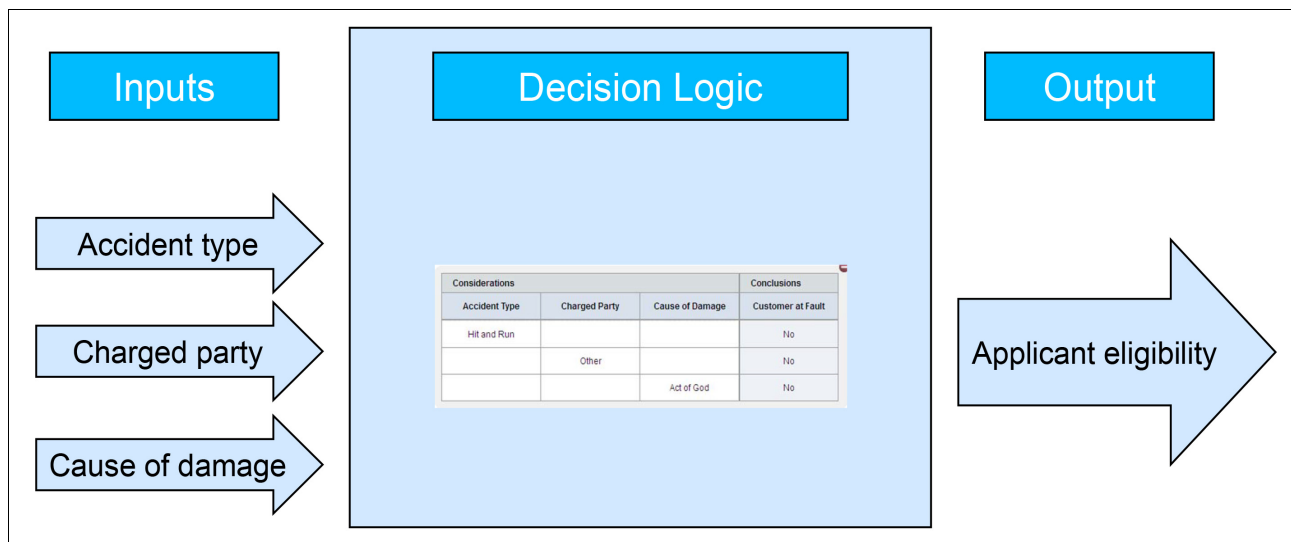 Inputs
Decision Logic
Output
Accident type
Charged party
Cause of damage
Considerations Conclusions
Accident Type Charged Party Cause of Damage Customer at Fault
Hit and Run No
Other No
Act of God No
Applicant eligibility